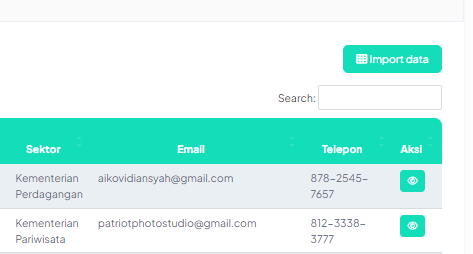 Import data
Search:
Sektor Email Telepon Aksi
Kementerian aikovidiansyah@gmail.com 878-2545-
Perdagangan 7657
Kementerian patriotphotostudio@gmail.com 812-3338-
Pariwisata 3777